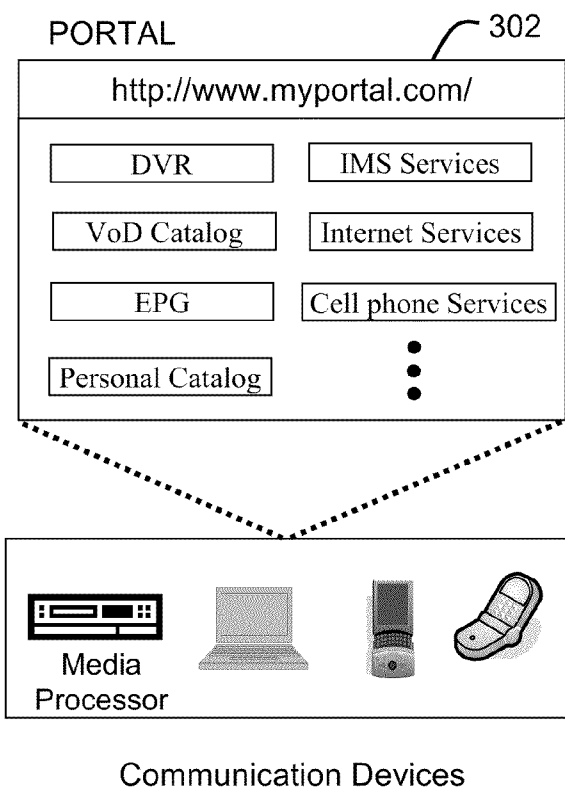 PORTAL
302
http://www.myportal.com/
DVR
IMS Services
VoD Catalog
Internet Services
EPG
Cell phone Services
Personal Catalog
Media
Processor
Communication Devices